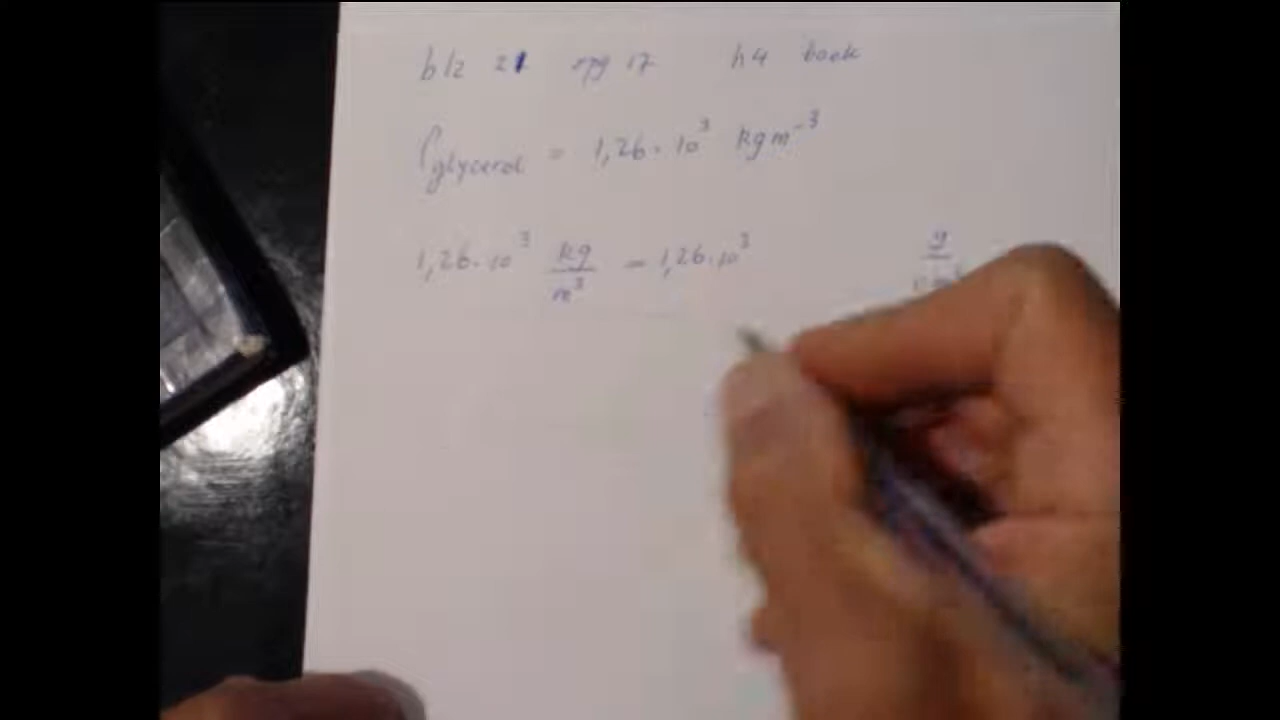 blz 21 opg 17 h4 boek
ρglycerol = 1,26 · 10³ kg m⁻³
1,26 · 10³ kg/m³ = 1,26 · 10³ g/